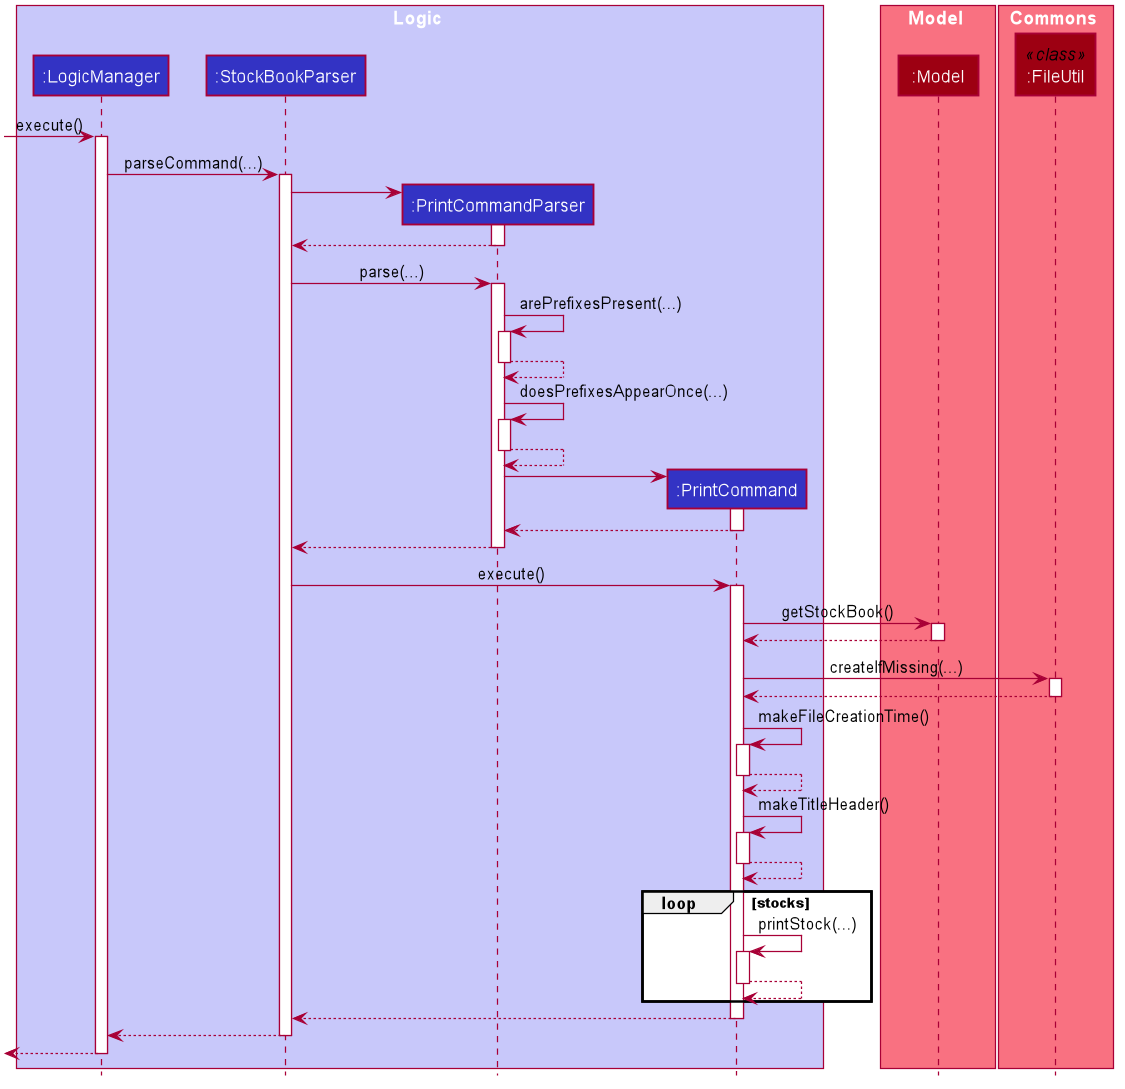 Logic
Model
Commons
:LogicManager
:StockBookParser
:Model
«class»
:FileUtil
execute()
parseCommand(...)
:PrintCommandParser
parse(...)
arePrefixesPresent(...)
doesPrefixesAppearOnce(...)
:PrintCommand
execute()
getStockBook()
createIfMissing(...)
makeFileCreationTime()
makeTitleHeader()
loop
[stocks]
printStock(...)